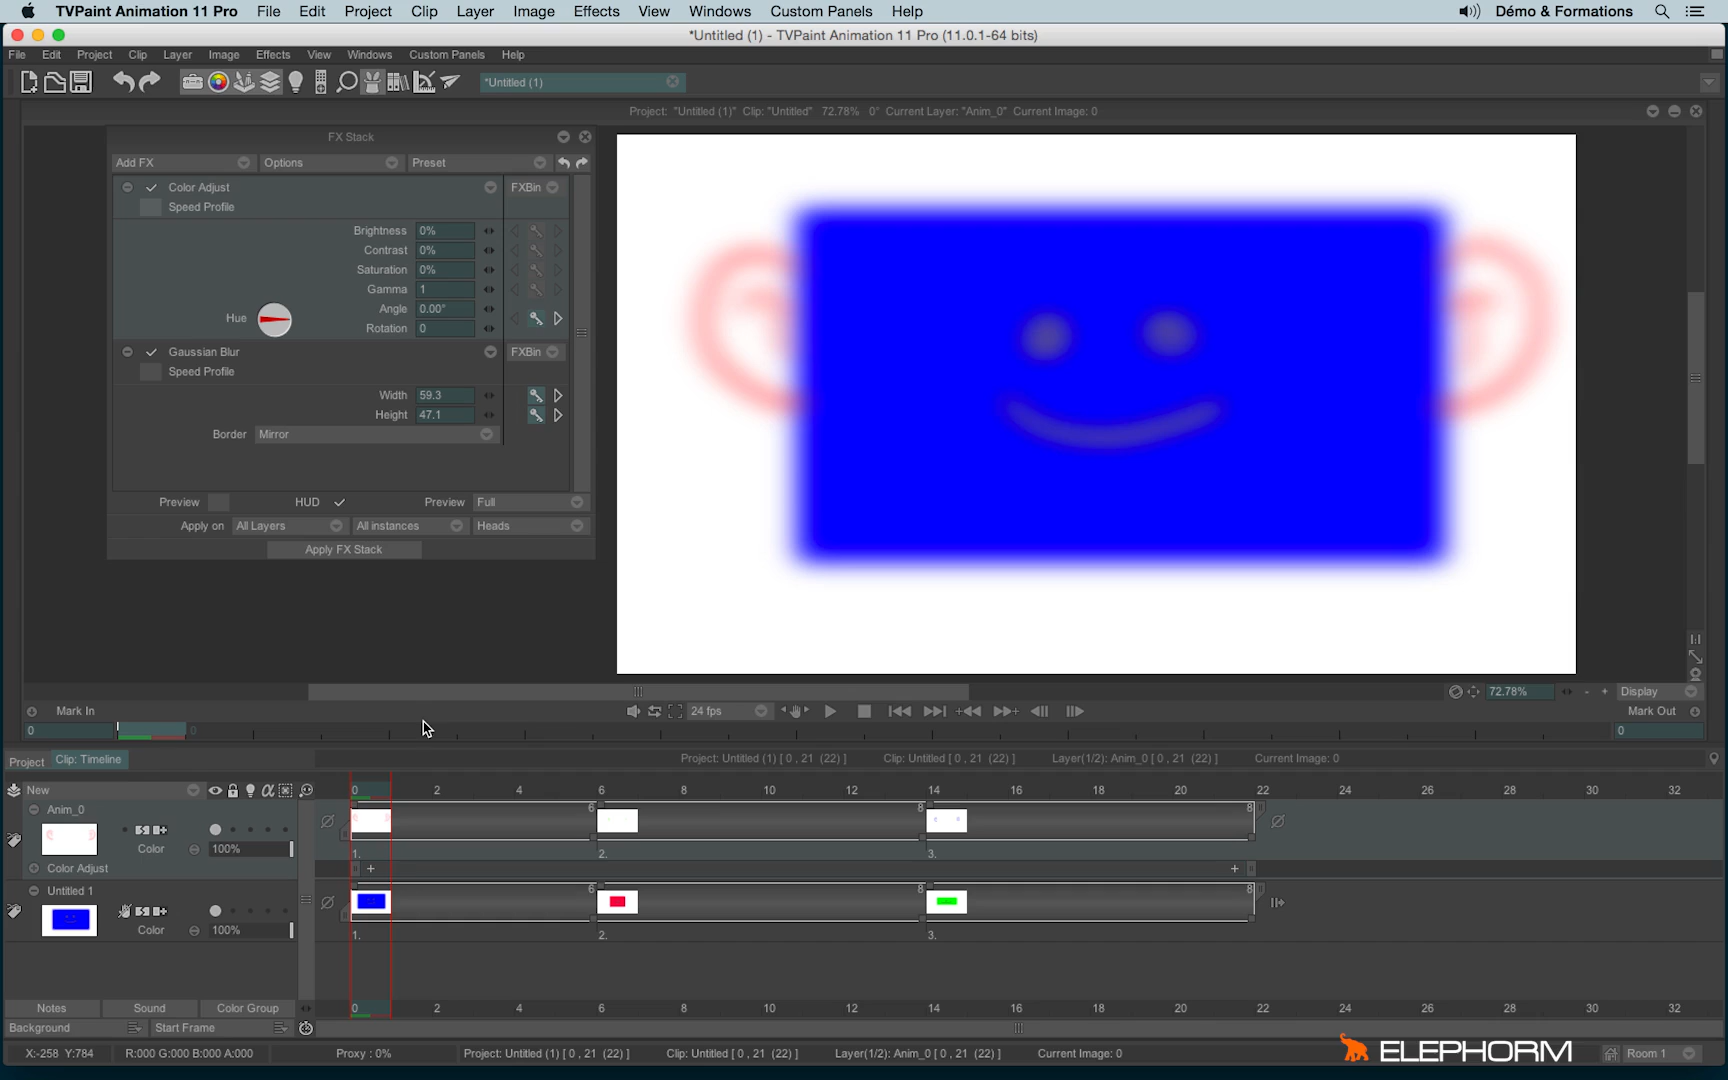 TVPaint Animation 11 Pro File Edit Project Clip Layer Image Effects View Windows Custom Panels Help Démo & Formations
*Untitled (1) - TVPaint Animation 11 Pro (11.0.1-64 bits)
File Edit Project Clip Layer Image Effects View Windows Custom Panels Help
*Untitled (1)
Project: "Untitled (1)" Clip: "Untitled" 72.78% 0° Current Layer: "Anim_0" Current Image: 0
FX Stack
Add FX Options Preset
Color Adjust FXBin
Speed Profile
Brightness 0%
Contrast 0%
Saturation 0%
Gamma 1
Angle 0.00°
Hue
Rotation 0
Gaussian Blur FXBin
Speed Profile
Width 59.3
Height 47.1
Border Mirror
Preview HUD Preview Full
Apply on All Layers All instances Heads
Apply FX Stack
72.78% - + Display
Mark In 24 fps Mark Out
0 0 0
Project Clip: Timeline Project: Untitled (1) [ 0 , 21 (22) ] Clip: Untitled [ 0 , 21 (22) ] Layer(1/2): Anim_0 [ 0 , 21 (22) ] Current Image: 0
New 0 2 4 6 8 10 12 14 16 18 20 22 24 26 28 30 32
Anim_0 6 8 8
Color 100% 1. 2. 3.
Color Adjust + +
Untitled 1 6 8 8
Color 100% 1. 2. 3.
Notes Sound Color Group 0 2 4 6 8 10 12 14 16 18 20 22 24 26 28 30 32
Background Start Frame
X:-258 Y:784 R:000 G:000 B:000 A:000 Proxy : 0% Project: Untitled (1) [ 0 , 21 (22) ] Clip: Untitled [ 0 , 21 (22) ] Layer(1/2): Anim_0 [ 0 , 21 (22) ] Current Image: 0 ELEPHORM Room 1